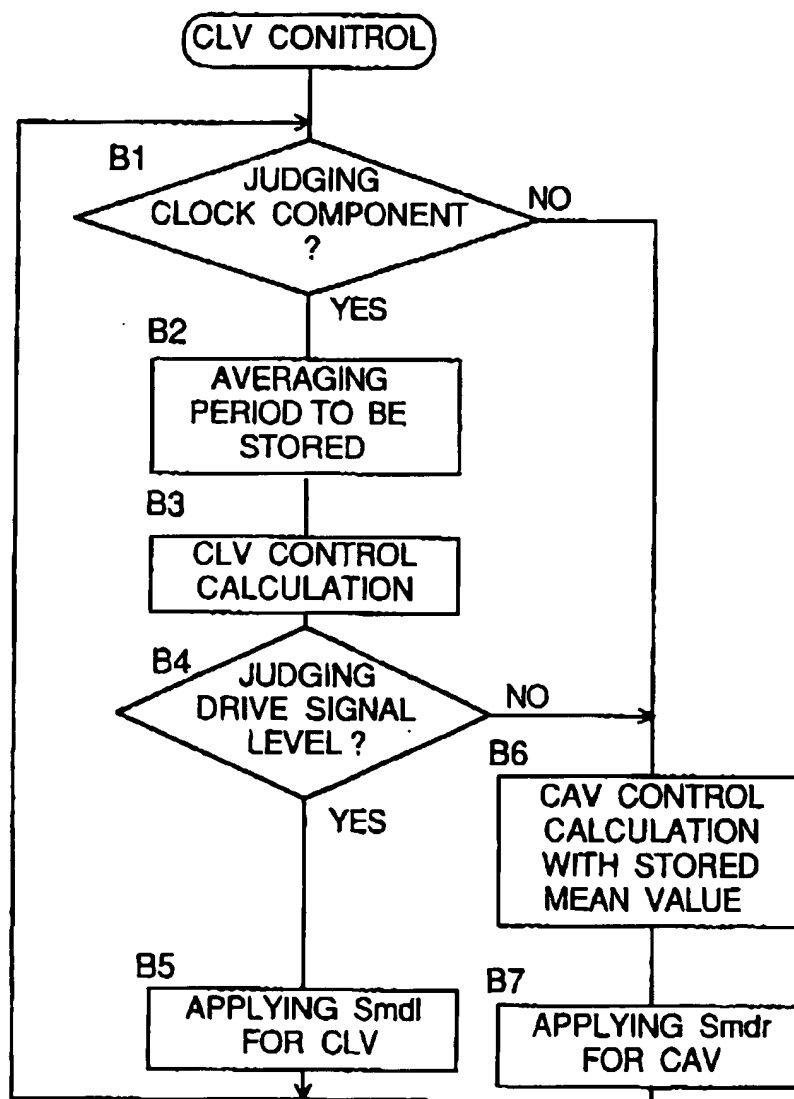 CLV CONITROL
B1
JUDGING
CLOCK COMPONENT
?
NO
YES
B2
AVERAGING
PERIOD TO BE
STORED
B3
CLV CONTROL
CALCULATION
B4
JUDGING
DRIVE SIGNAL
LEVEL ?
NO
YES
B6
CAV CONTROL
CALCULATION
WITH STORED
MEAN VALUE
B5
APPLYING Smdl
FOR CLV
B7
APPLYING Smdr
FOR CAV